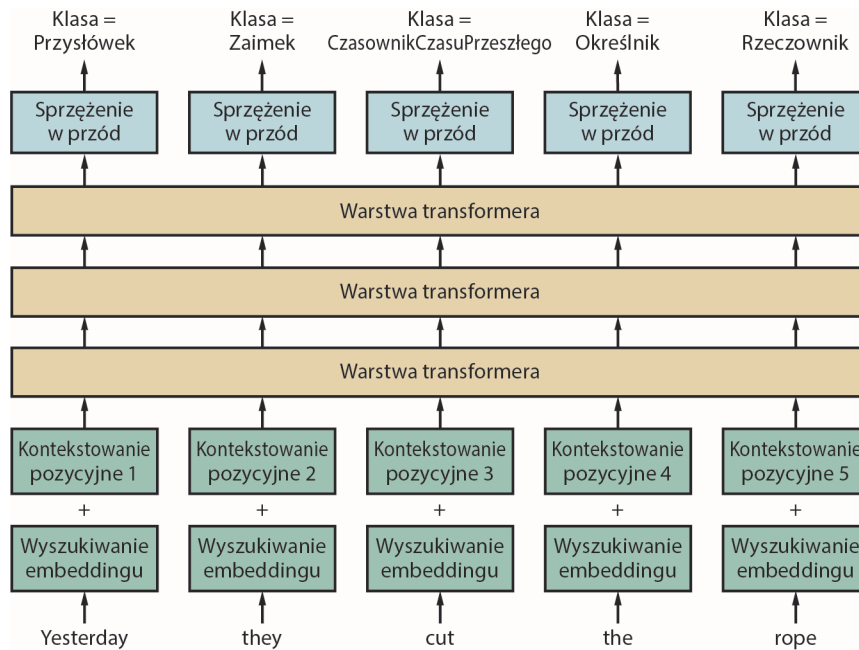 Klasa = Klasa = Klasa = Klasa = Klasa =
Przysłówek Zaimek CzasownikCzasuPrzeszłego Określnik Rzeczownik
Sprzężenie Sprzężenie Sprzężenie Sprzężenie Sprzężenie
w przód w przód w przód w przód w przód
Warstwa transformera
Warstwa transformera
Warstwa transformera
Kontekstowanie Kontekstowanie Kontekstowanie Kontekstowanie Kontekstowanie
pozycyjne 1 pozycyjne 2 pozycyjne 3 pozycyjne 4 pozycyjne 5
+ + + + +
Wyszukiwanie Wyszukiwanie Wyszukiwanie Wyszukiwanie Wyszukiwanie
embeddingu embeddingu embeddingu embeddingu embeddingu
Yesterday they cut the rope